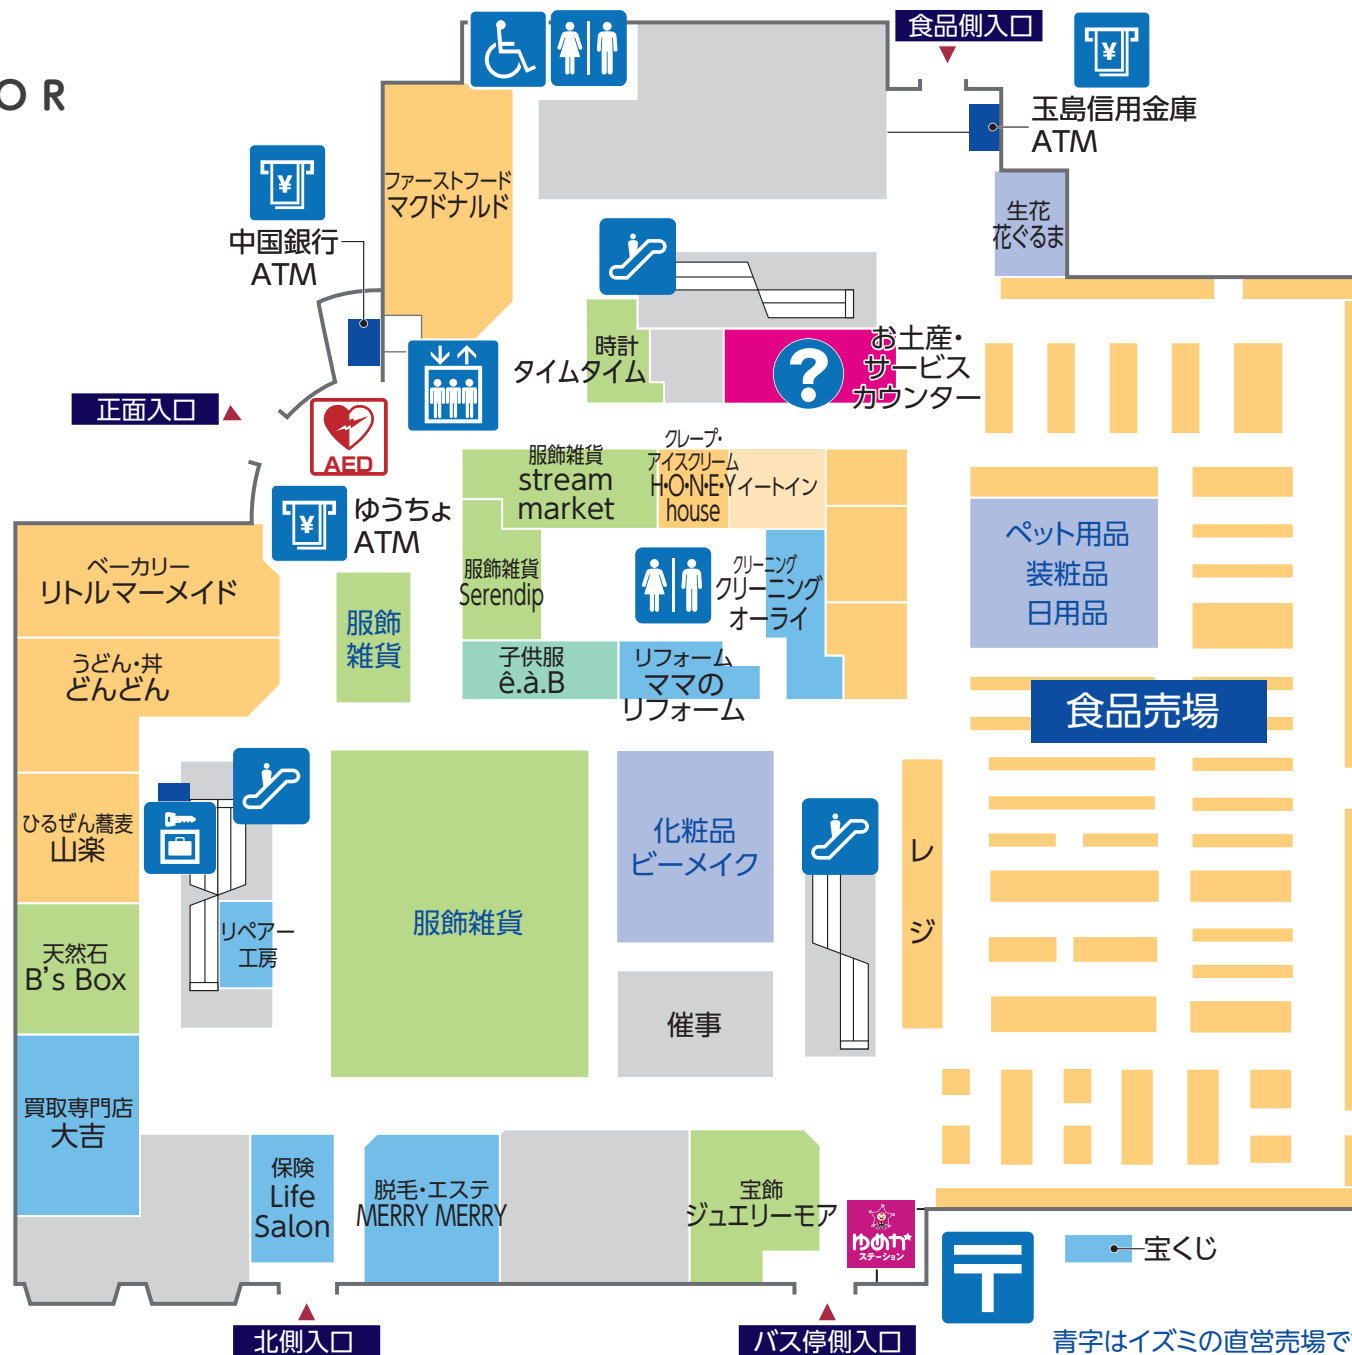 OR
食品側入口
玉島信用金庫
ATM
ファーストフード
マクドナルド
中国銀行
ATM
生花
花ぐるま
時計
タイムタイム
お土産・
サービス
カウンター
正面入口
AED
ゆうちょ
ATM
服飾雑貨
stream
market
クレープ・
アイスクリーム
H・O・N・E・Y
house
イートイン
ベーカリー
リトルマーメイド
服飾
雑貨
服飾雑貨
Serendip
クリーニング
クリーニング
オーライ
ペット用品
装粧品
日用品
うどん・丼
どんどん
子供服
ê.à.B
リフォーム
ママの
リフォーム
食品売場
ひるぜん蕎麦
山楽
化粧品
ビーメイク
レジ
リペアー
工房
服飾雑貨
天然石
B's Box
催事
買取専門店
大吉
保険
Life
Salon
脱毛・エステ
MERRY MERRY
宝飾
ジュエリーモア
ゆめか
ステーション
宝くじ
北側入口
バス停側入口
青字はイズミの直営売場で